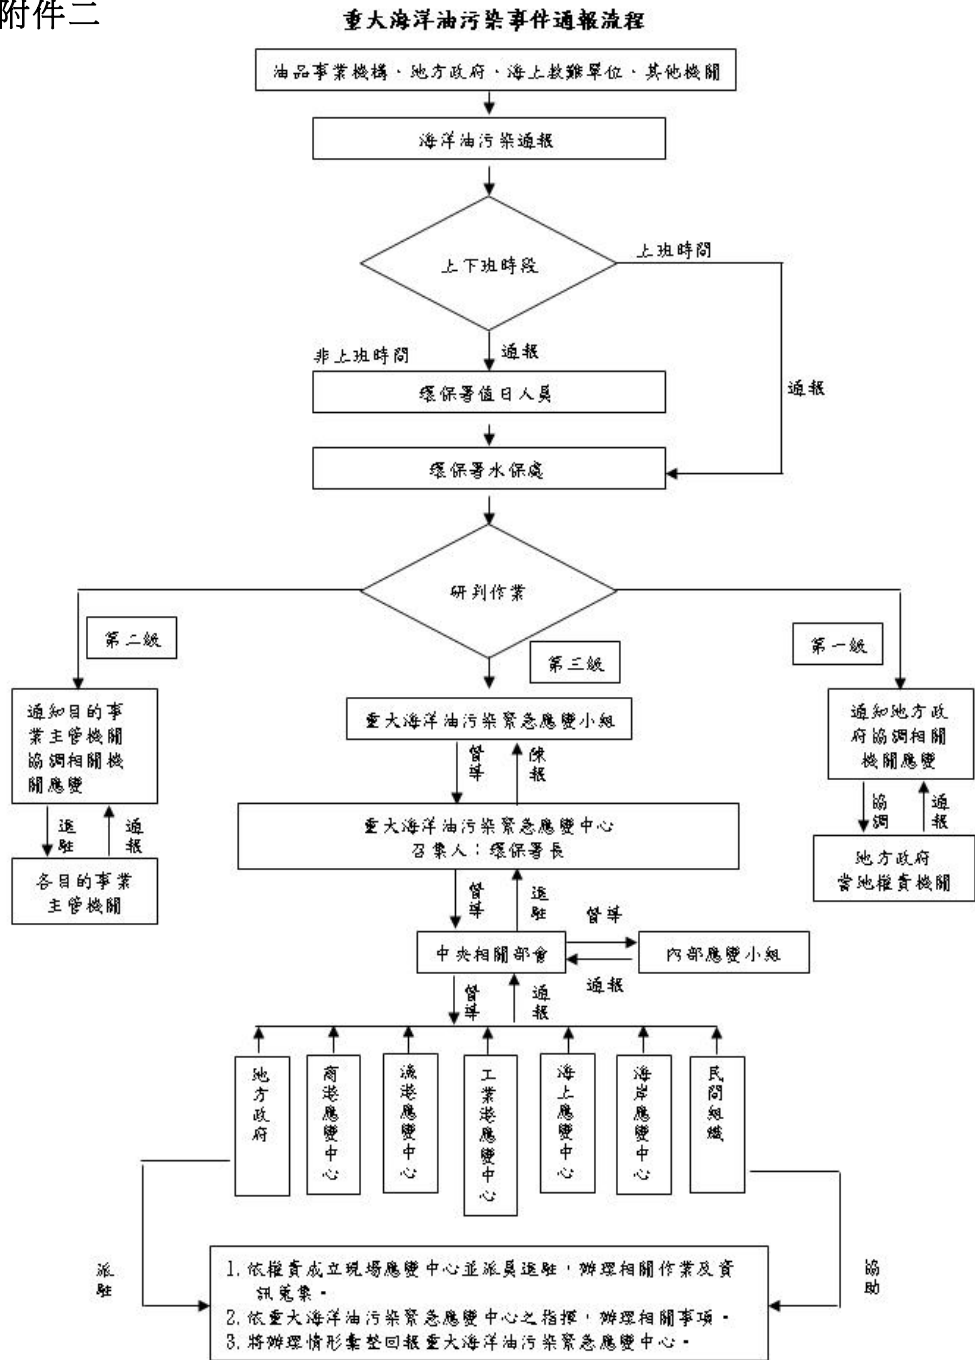 附件二
重大海洋油污染事件通報流程
油品事業機構、地方政府、海上救難單位、其他機關
海洋油污染通報
上下班時段
上班時間
非上班時間
通報
通報
環保署值日人員
環保署水保處
研判作業
第二級
第三級
第一級
通知目的事
業主管機關
協調相關機
關應變
重大海洋油污染緊急應變小組
通知地方政
府協調相關
機關應變
進駐
通報
督導
陳報
協調
通報
重大海洋油污染緊急應變中心
召集人：環保署長
各目的事業
主管機關
地方政府
當地權責機關
督導
進駐
督導
中央相關部會
內部應變小組
通報
督導
通報
地方政府
商港應變中心
漁港應變中心
工業港應變中心
海上應變中心
海岸應變中心
民間組織
派駐
協助
1. 依權責成立現場應變中心並派員進駐，辦理相關作業及資
訊蒐集。
2. 依重大海洋油污染緊急應變中心之指揮，辦理相關事項。
3. 將辦理情形彙整回報重大海洋油污染緊急應變中心。